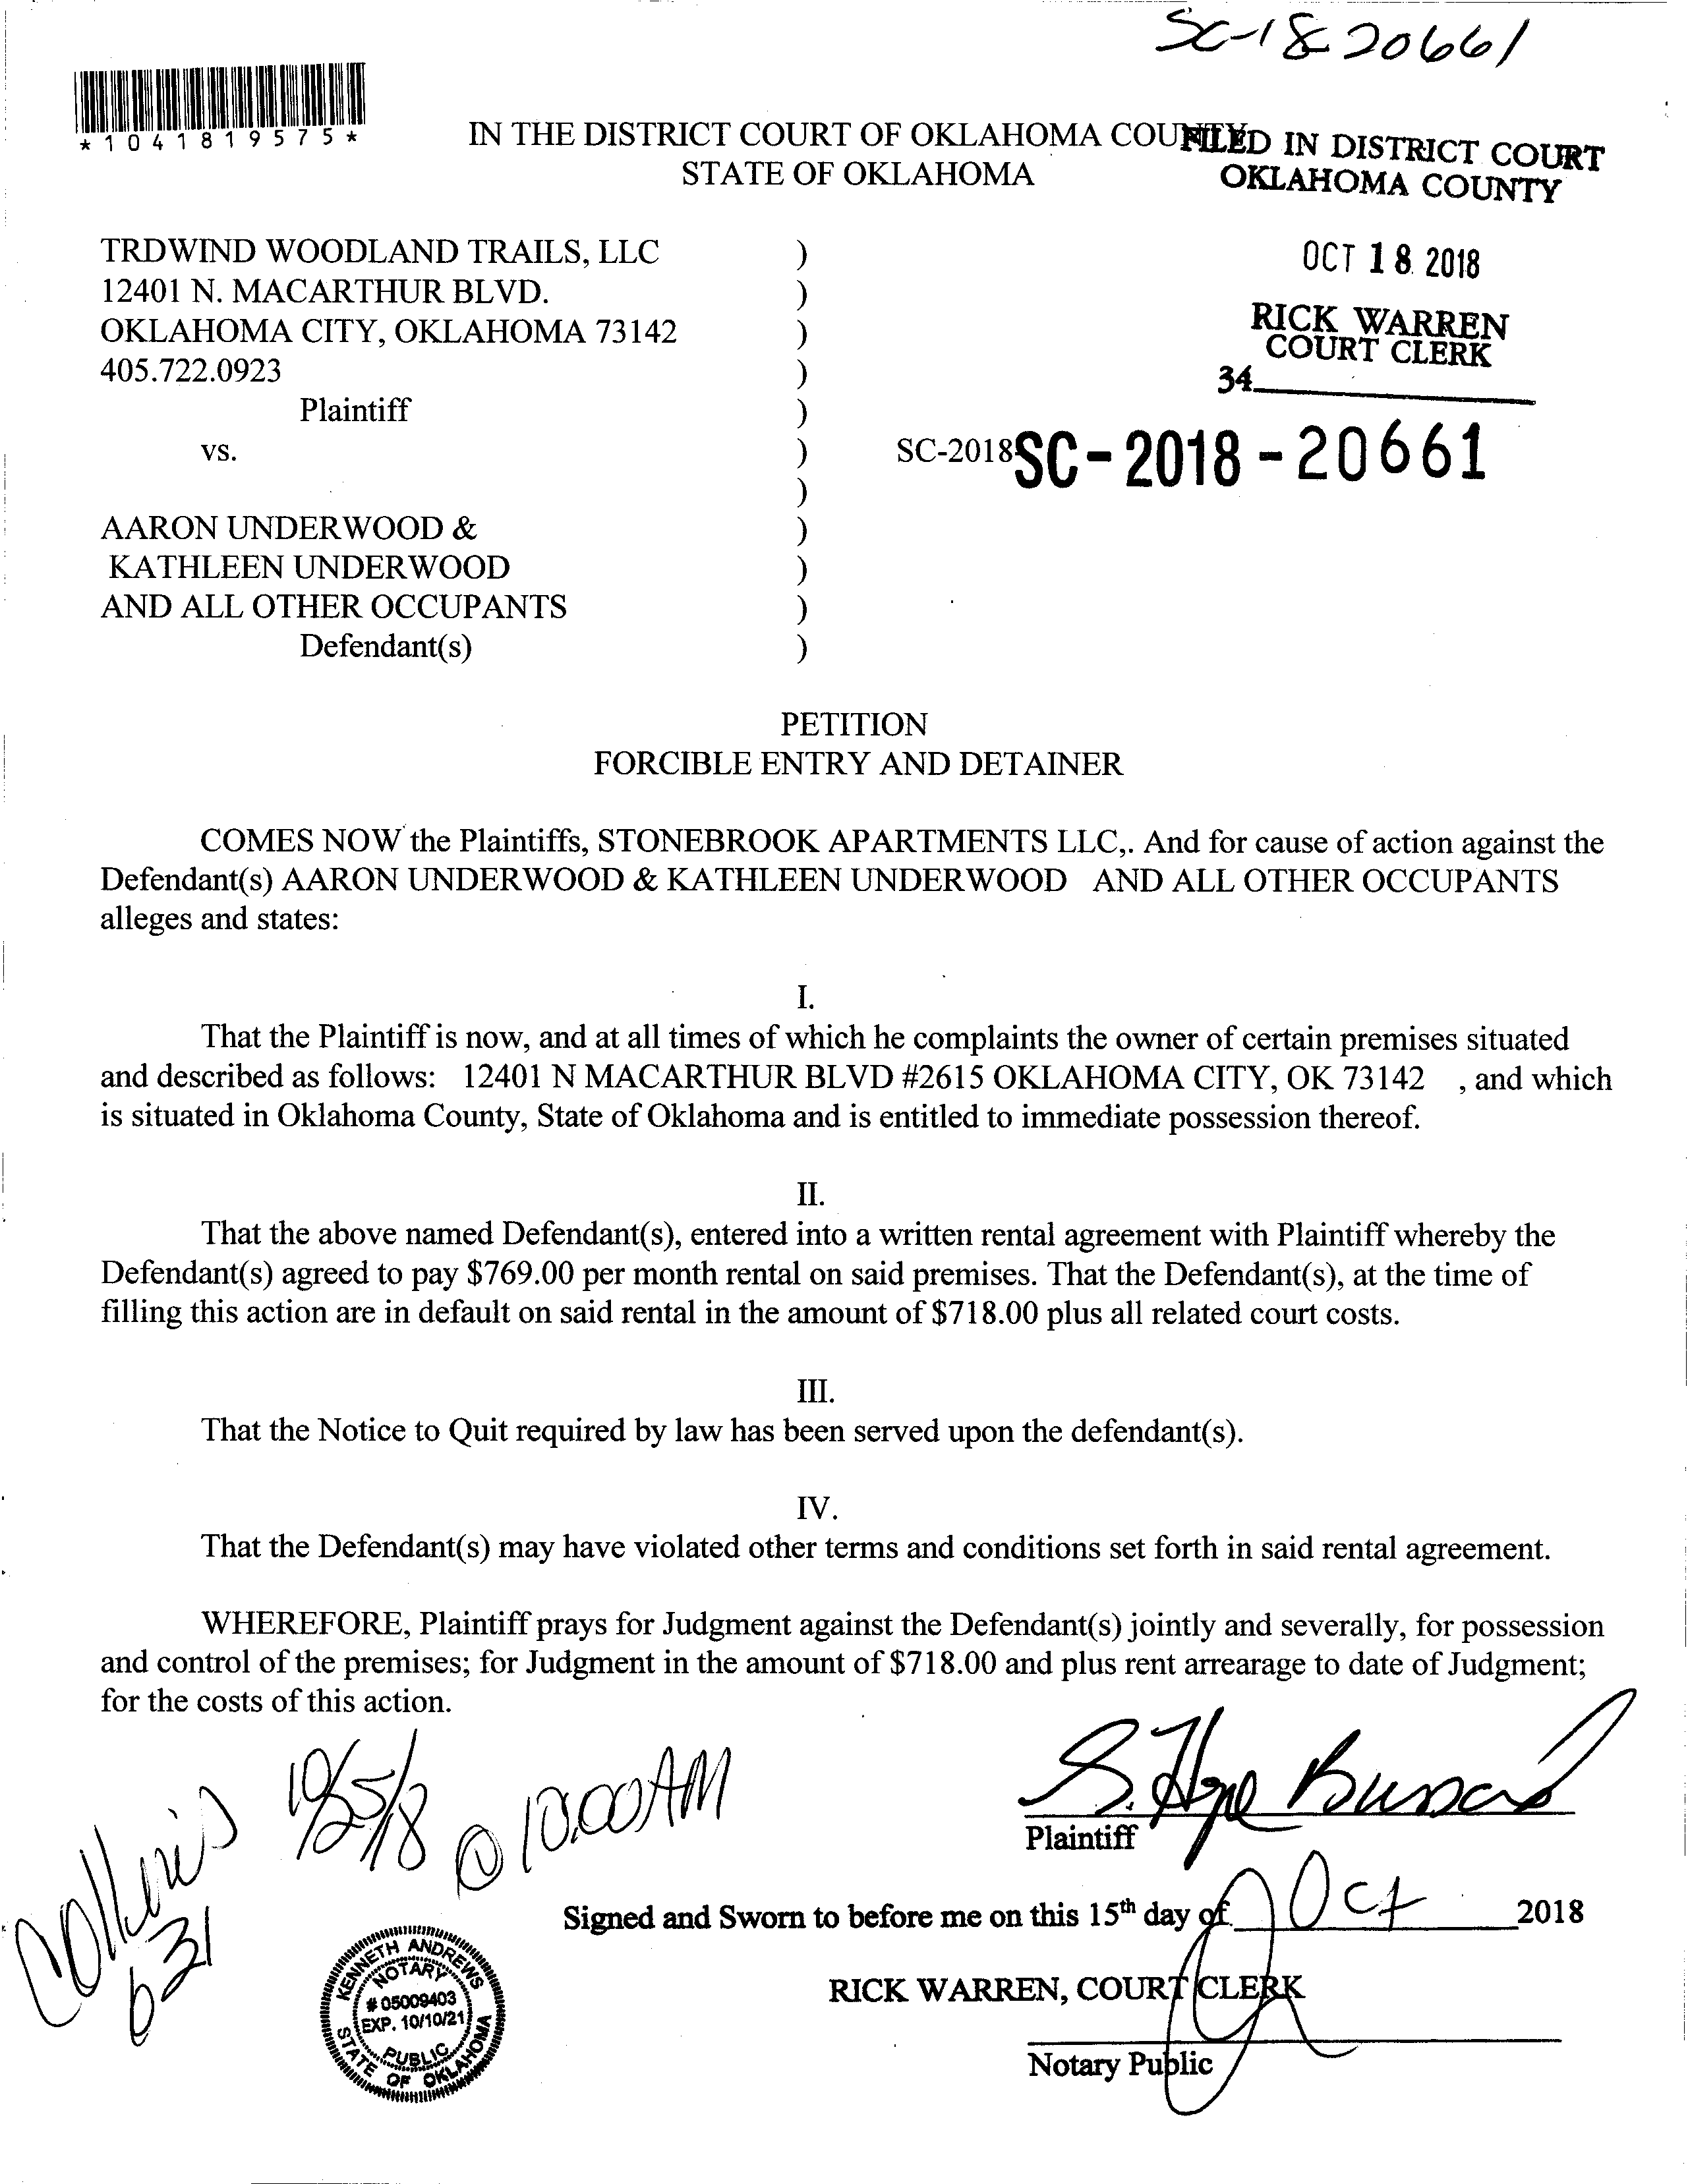 SC-18-20661
*1041819575*
IN THE DISTRICT COURT OF OKLAHOMA COUNTY
STATE OF OKLAHOMA
FILED IN DISTRICT COURT
OKLAHOMA COUNTY
OCT 18 2018
RICK WARREN
COURT CLERK
34
TRDWIND WOODLAND TRAILS, LLC )
12401 N. MACARTHUR BLVD. )
OKLAHOMA CITY, OKLAHOMA 73142 )
405.722.0923 )
Plaintiff )
vs. ) SC-2018 SC-2018-20661
)
AARON UNDERWOOD & )
KATHLEEN UNDERWOOD )
AND ALL OTHER OCCUPANTS )
Defendant(s) )
PETITION
FORCIBLE ENTRY AND DETAINER
COMES NOW the Plaintiffs, STONEBROOK APARTMENTS LLC,. And for cause of action against the
Defendant(s) AARON UNDERWOOD & KATHLEEN UNDERWOOD AND ALL OTHER OCCUPANTS
alleges and states:
I.
That the Plaintiff is now, and at all times of which he complaints the owner of certain premises situated
and described as follows: 12401 N MACARTHUR BLVD #2615 OKLAHOMA CITY, OK 73142 , and which
is situated in Oklahoma County, State of Oklahoma and is entitled to immediate possession thereof.
II.
That the above named Defendant(s), entered into a written rental agreement with Plaintiff whereby the
Defendant(s) agreed to pay $769.00 per month rental on said premises. That the Defendant(s), at the time of
filling this action are in default on said rental in the amount of $718.00 plus all related court costs.
III.
That the Notice to Quit required by law has been served upon the defendant(s).
IV.
That the Defendant(s) may have violated other terms and conditions set forth in said rental agreement.
WHEREFORE, Plaintiff prays for Judgment against the Defendant(s) jointly and severally, for possession
and control of the premises; for Judgment in the amount of $718.00 and plus rent arrearage to date of Judgment;
for the costs of this action.
Collins 10/25/18 @ 10:00 AM
631
S. Hope Bussard
Plaintiff
Signed and Sworn to before me on this 15th day of Oct 2018
RICK WARREN, COURT CLERK
Notary Public
KENNETH ANDREWS
NOTARY
# 05009403
EXP. 10/10/21
PUBLIC
STATE OF OKLAHOMA